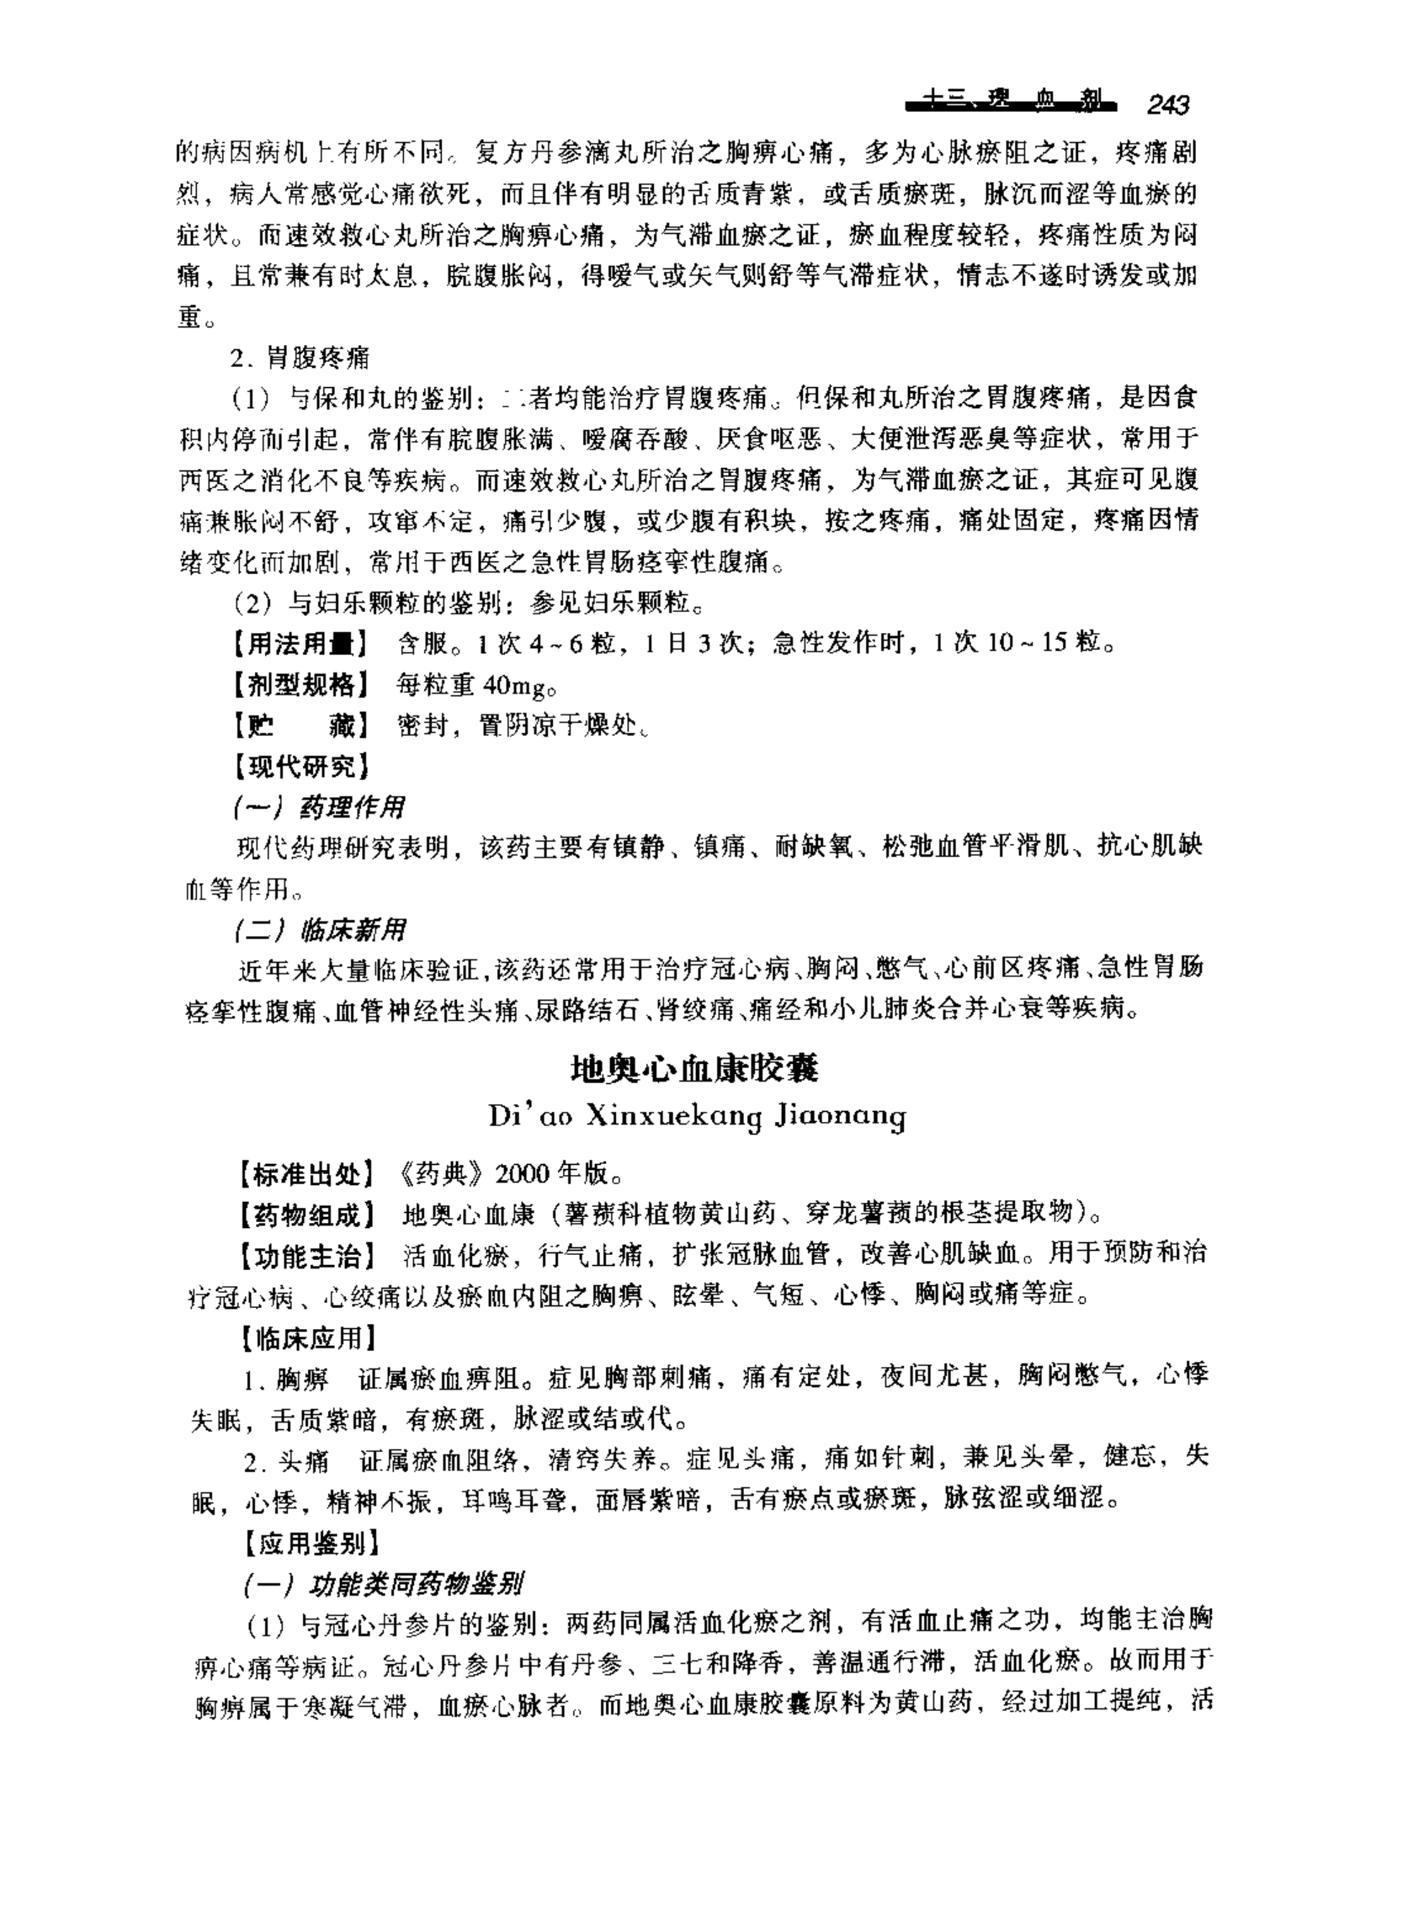 十三、理血剂 243
的病因病机上有所不同。复方丹参滴丸所治之胸痹心痛，多为心脉瘀阻之证，疼痛剧
烈，病人常感觉心痛欲死，而且伴有明显的舌质青紫，或舌质瘀斑，脉沉而涩等血瘀的
症状。而速效救心丸所治之胸痹心痛，为气滞血瘀之证，瘀血程度较轻，疼痛性质为闷
痛，且常兼有时太息，脘腹胀闷，得嗳气或矢气则舒等气滞症状，情志不遂时诱发或加
重。
2. 胃腹疼痛
（1）与保和丸的鉴别：二者均能治疗胃腹疼痛。但保和丸所治之胃腹疼痛，是因食
积内停而引起，常伴有脘腹胀满、嗳腐吞酸、厌食呕恶、大便泄泻恶臭等症状，常用于
西医之消化不良等疾病。而速效救心丸所治之胃腹疼痛，为气滞血瘀之证，其症可见腹
痛兼胀闷不舒，攻窜不定，痛引少腹，或少腹有积块，按之疼痛，痛处固定，疼痛因情
绪变化而加剧，常用于西医之急性胃肠痉挛性腹痛。
（2）与妇乐颗粒的鉴别：参见妇乐颗粒。
【用法用量】 含服。1次4~6粒，1日3次；急性发作时，1次10~15粒。
【剂型规格】 每粒重40mg。
【贮　　藏】 密封，置阴凉干燥处。
【现代研究】
（一）药理作用
现代药理研究表明，该药主要有镇静、镇痛、耐缺氧、松弛血管平滑肌、抗心肌缺
血等作用。
（二）临床新用
近年来大量临床验证，该药还常用于治疗冠心病、胸闷、憋气、心前区疼痛、急性胃肠
痉挛性腹痛、血管神经性头痛、尿路结石、肾绞痛、痛经和小儿肺炎合并心衰等疾病。
地奥心血康胶囊
Di'ao Xinxuekang Jiaonang
【标准出处】《药典》2000年版。
【药物组成】 地奥心血康（薯蓣科植物黄山药、穿龙薯蓣的根茎提取物）。
【功能主治】 活血化瘀，行气止痛，扩张冠脉血管，改善心肌缺血。用于预防和治
疗冠心病、心绞痛以及瘀血内阻之胸痹、眩晕、气短、心悸、胸闷或痛等症。
【临床应用】
1. 胸痹　证属瘀血痹阻。症见胸部刺痛，痛有定处，夜间尤甚，胸闷憋气，心悸
失眠，舌质紫暗，有瘀斑，脉涩或结或代。
2. 头痛　证属瘀血阻络，清窍失养。症见头痛，痛如针刺，兼见头晕，健忘，失
眠，心悸，精神不振，耳鸣耳聋，面唇紫暗，舌有瘀点或瘀斑，脉弦涩或细涩。
【应用鉴别】
（一）功能类同药物鉴别
（1）与冠心丹参片的鉴别：两药同属活血化瘀之剂，有活血止痛之功，均能主治胸
痹心痛等病证。冠心丹参片中有丹参、三七和降香，善温通行滞，活血化瘀。故而用于
胸痹属于寒凝气滞，血瘀心脉者。而地奥心血康胶囊原料为黄山药，经过加工提纯，活